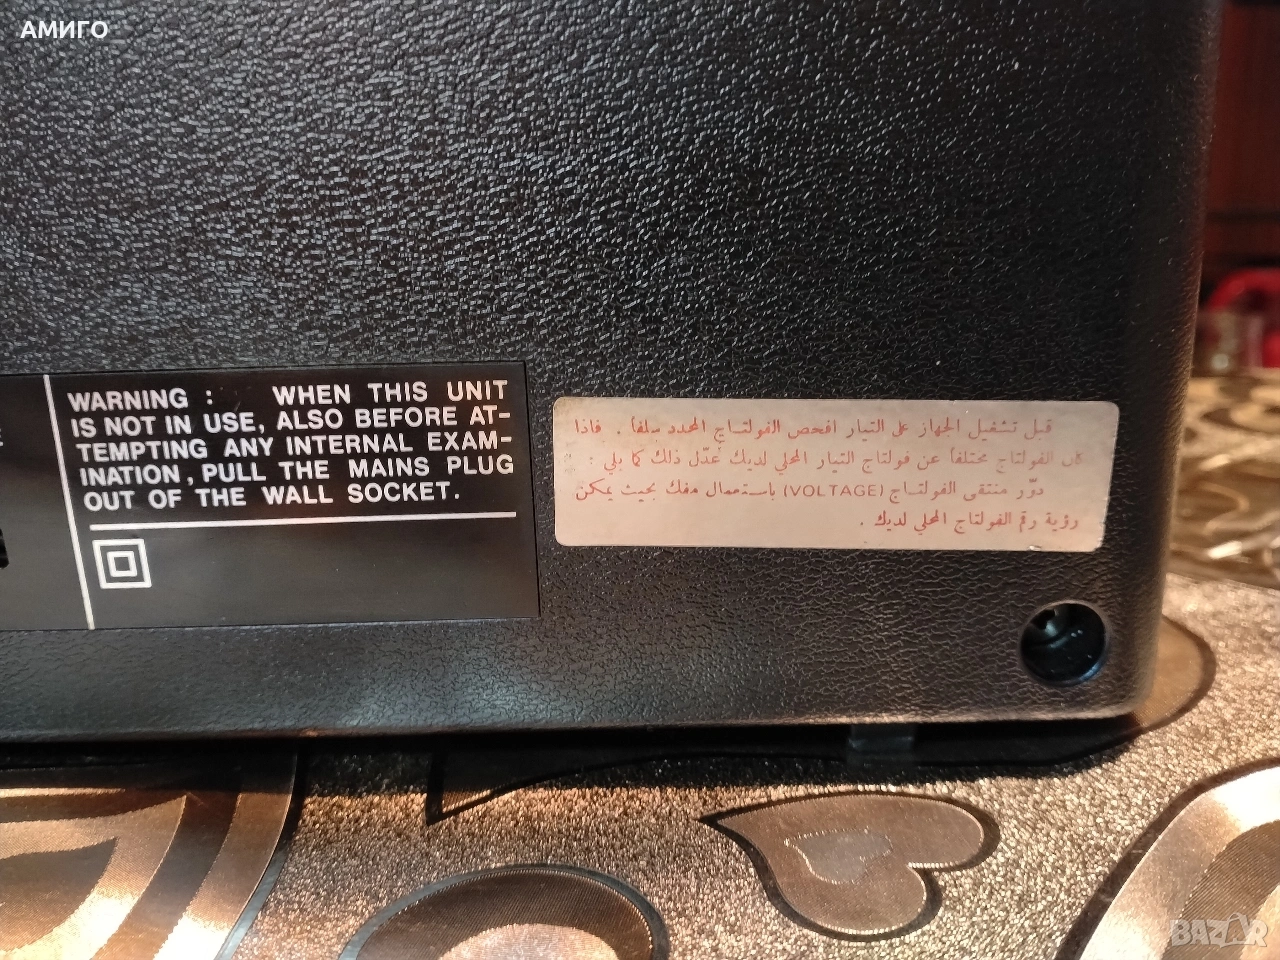 АМИГО
WARNING : WHEN THIS UNIT
IS NOT IN USE, ALSO BEFORE AT-
TEMPTING ANY INTERNAL EXAM-
INATION, PULL THE MAINS PLUG
OUT OF THE WALL SOCKET.
قبل تشغيل الجهاز على التيار افحص الفولتاج المحدد سلفاً . فاذا
كان الفولتاج مختلفاً عن فولتاج التيار المحلي لديك عدّل ذلك كما يلي :
دوّر منتقى الفولتاج (VOLTAGE) باستعمال مفك بحيث يمكن
رؤية رقم الفولتاج المحلي لديك .
BAZAR